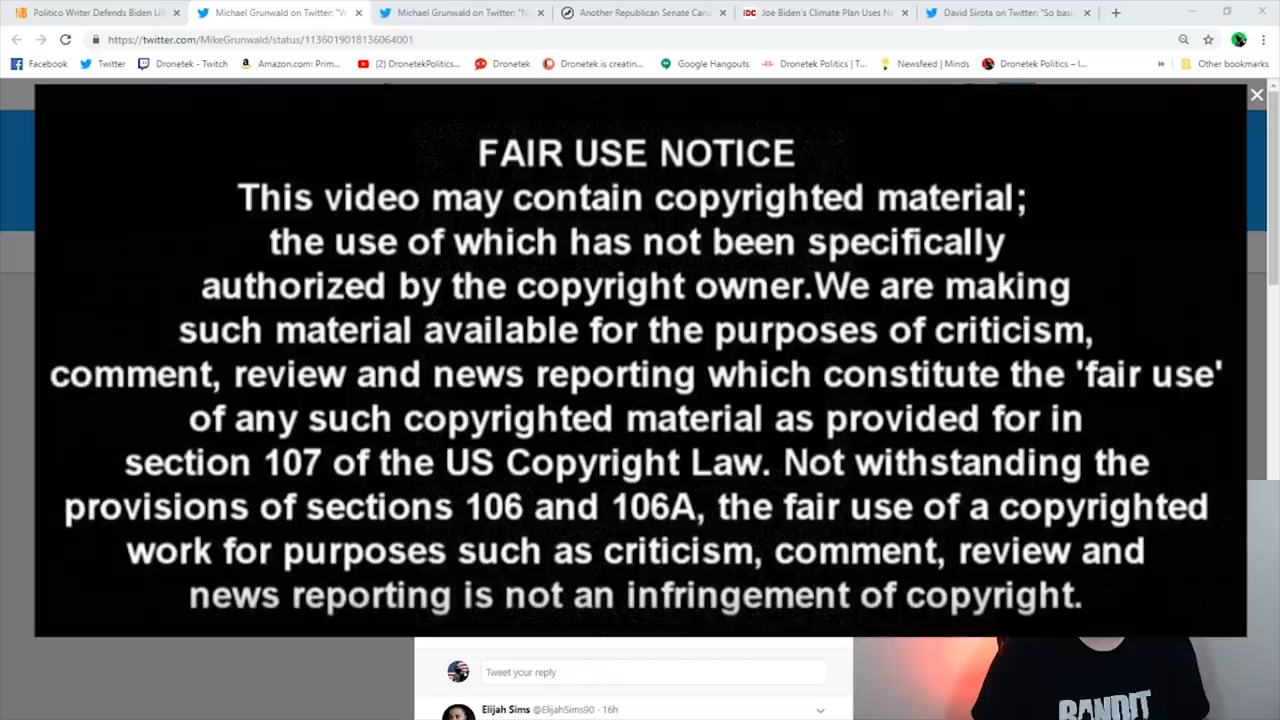 Politico Writer Defends Biden Lif
Michael Grunwald on Twitter: "W
Michael Grunwald on Twitter: "N
Another Republican Senate Can
Joe Biden's Climate Plan Uses Ne
David Sirota on Twitter: "So basi
https://twitter.com/MikeGrunwald/status/1136019018136064001
Facebook
Twitter
Dronetek - Twitch
Amazon.com: Prim...
(2) DronetekPolitics...
Dronetek
Dronetek is creatin...
Google Hangouts
Dronetek Politics | T...
Newsfeed | Minds
Dronetek Politics – I...
»
Other bookmarks
FAIR USE NOTICE
This video may contain copyrighted material;
the use of which has not been specifically
authorized by the copyright owner.We are making
such material available for the purposes of criticism,
comment, review and news reporting which constitute the 'fair use'
of any such copyrighted material as provided for in
section 107 of the US Copyright Law. Not withstanding the
provisions of sections 106 and 106A, the fair use of a copyrighted
work for purposes such as criticism, comment, review and
news reporting is not an infringement of copyright.
Tweet your reply
Elijah Sims @ElijahSims90 · 16h
BANDIT